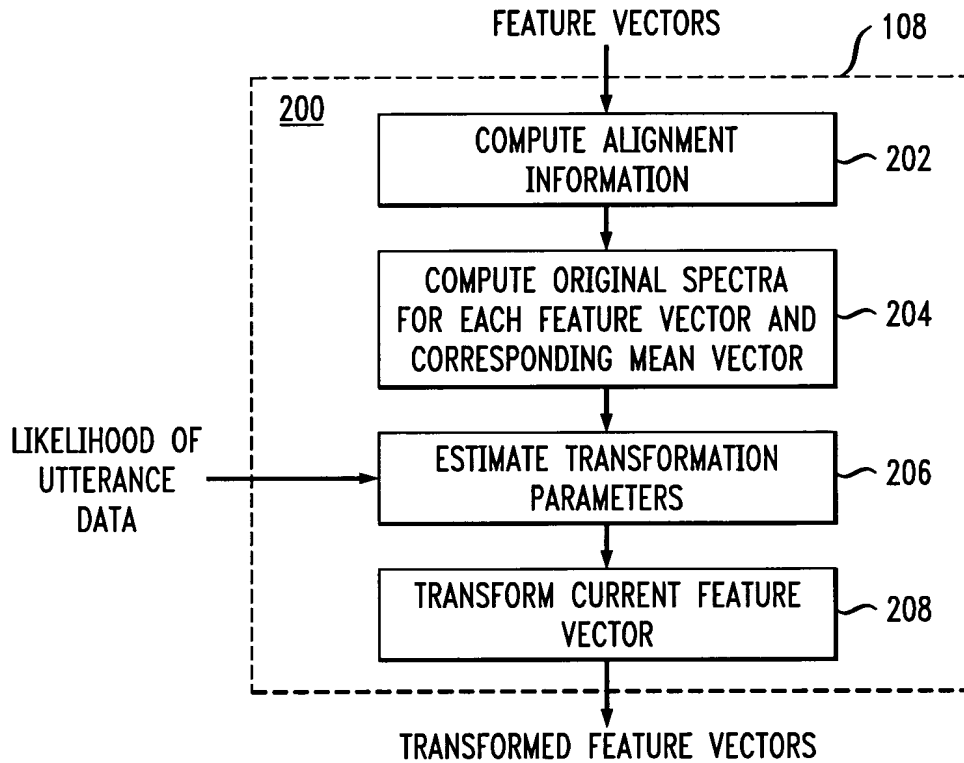 FEATURE VECTORS
108
200
COMPUTE ALIGNMENT
INFORMATION
202
COMPUTE ORIGINAL SPECTRA
FOR EACH FEATURE VECTOR AND
CORRESPONDING MEAN VECTOR
204
LIKELIHOOD OF
UTTERANCE
DATA
ESTIMATE TRANSFORMATION
PARAMETERS
206
TRANSFORM CURRENT FEATURE
VECTOR
208
TRANSFORMED FEATURE VECTORS